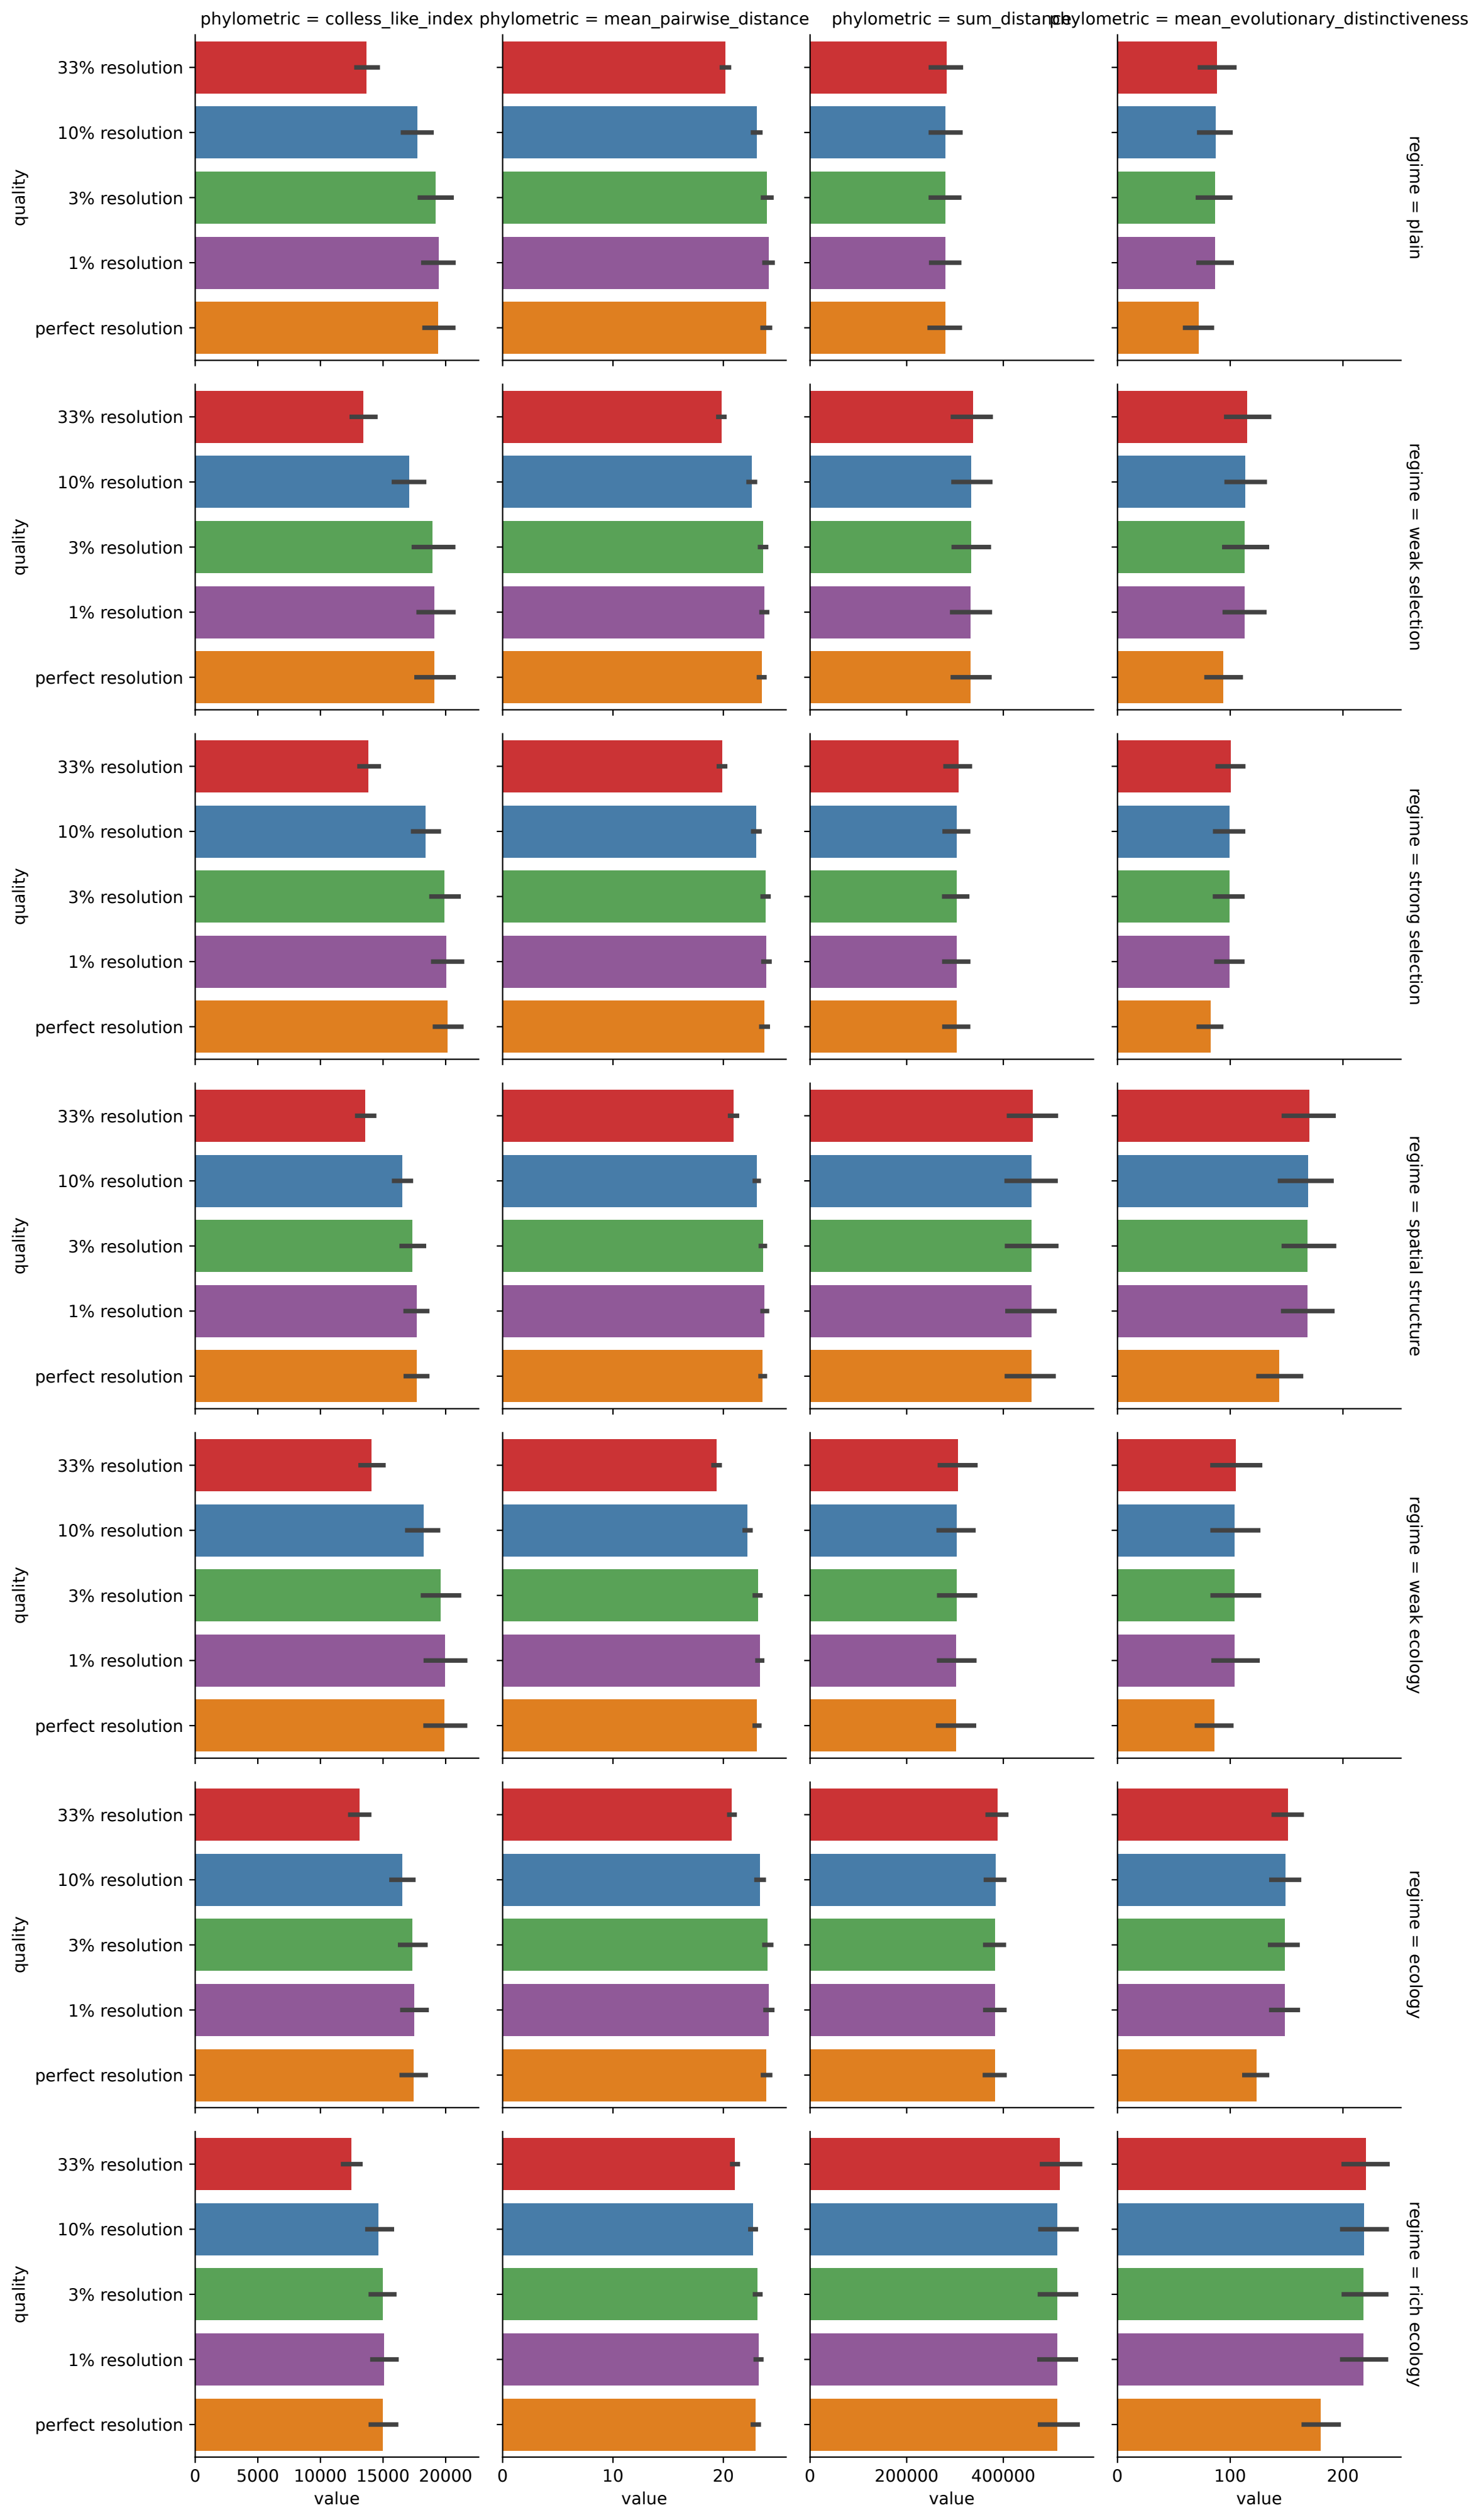 phylometric = colless_like_index
phylometric = mean_pairwise_distance
phylometric = sum_distance
phylometric = mean_evolutionary_distinctiveness
33% resolution
10% resolution
3% resolution
1% resolution
perfect resolution
quality
regime = plain
33% resolution
10% resolution
3% resolution
1% resolution
perfect resolution
quality
regime = weak selection
33% resolution
10% resolution
3% resolution
1% resolution
perfect resolution
quality
regime = strong selection
33% resolution
10% resolution
3% resolution
1% resolution
perfect resolution
quality
regime = spatial structure
33% resolution
10% resolution
3% resolution
1% resolution
perfect resolution
quality
regime = weak ecology
33% resolution
10% resolution
3% resolution
1% resolution
perfect resolution
quality
regime = ecology
33% resolution
10% resolution
3% resolution
1% resolution
perfect resolution
quality
regime = rich ecology
0 5000 10000 15000 20000
value
0 10 20
value
0 200000 400000
value
0 100 200
value